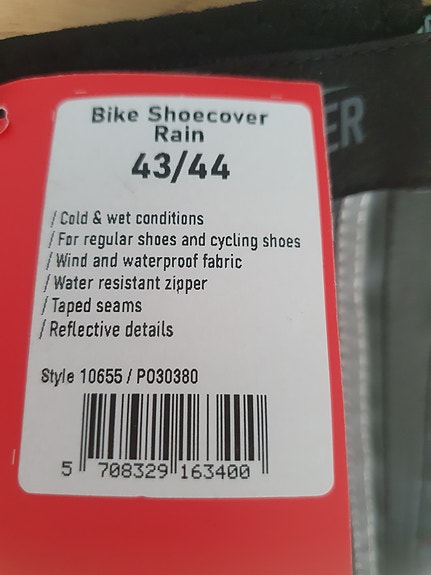 Bike Shoecover
Rain
43/44
/ Cold & wet conditions
/ For regular shoes and cycling shoes
/ Wind and waterproof fabric
/ Water resistant zipper
/ Taped seams
/ Reflective details
Style 10655 / P030380
5 708329 163400